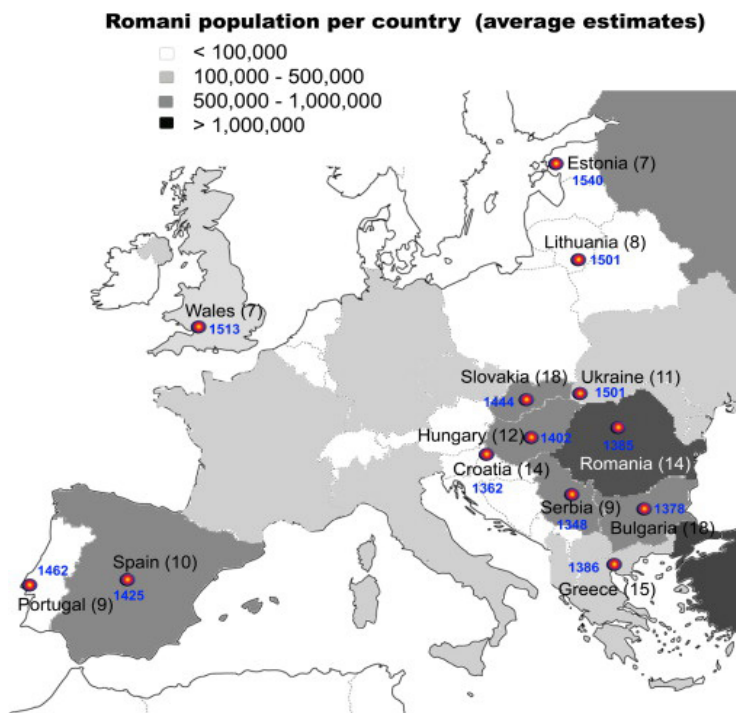 Romani population per country (average estimates)
< 100,000
100,000 - 500,000
500,000 - 1,000,000
> 1,000,000
Estonia (7)
1540
Lithuania (8)
1501
Wales (7)
1513
Slovakia (18)
1444
Ukraine (11)
1501
Hungary (12)
1402
1385
Romania (14)
Croatia (14)
1362
Serbia (9)
1348
1378
Bulgaria (18)
1386
Greece (15)
Spain (10)
1425
1462
Portugal (9)